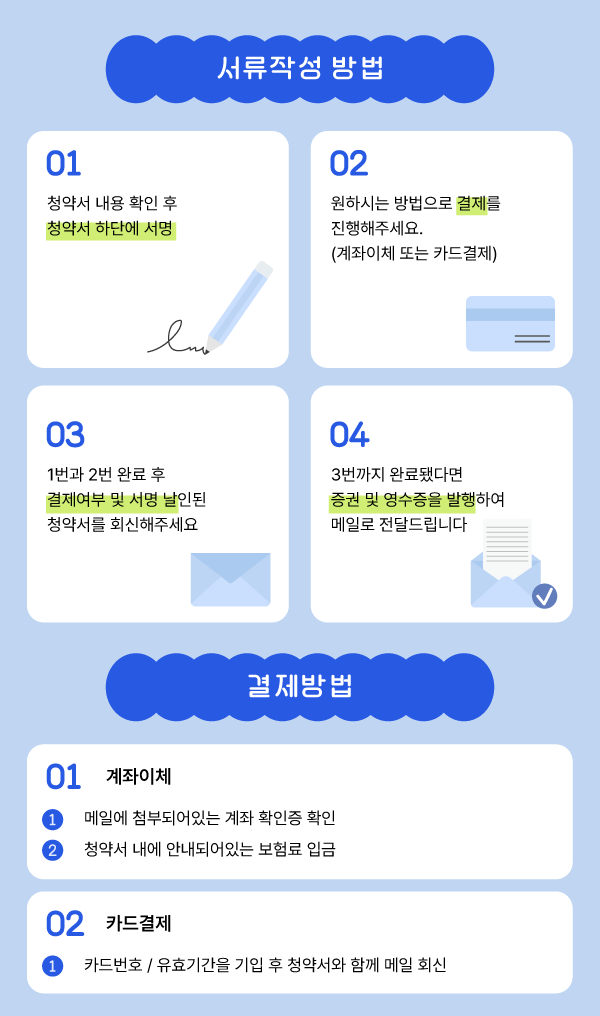 서류작성 방법
01
청약서 내용 확인 후
청약서 하단에 서명
02
원하시는 방법으로 결제를
진행해주세요.
(계좌이체 또는 카드결제)
03
1번과 2번 완료 후
결제여부 및 서명 날인된
청약서를 회신해주세요
04
3번까지 완료됐다면
증권 및 영수증을 발행하여
메일로 전달드립니다
결제방법
01 계좌이체
1 메일에 첨부되어있는 계좌 확인증 확인
2 청약서 내에 안내되어있는 보험료 입금
02 카드결제
1 카드번호 / 유효기간을 기입 후 청약서와 함께 메일 회신